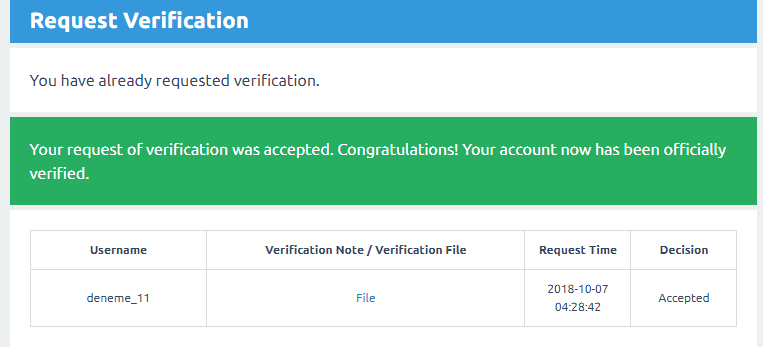 Request Verification
You have already requested verification.
Your request of verification was accepted. Congratulations! Your account now has been officially
verified.
Username Verification Note / Verification File Request Time Decision
deneme_11 File 2018-10-07 04:28:42 Accepted